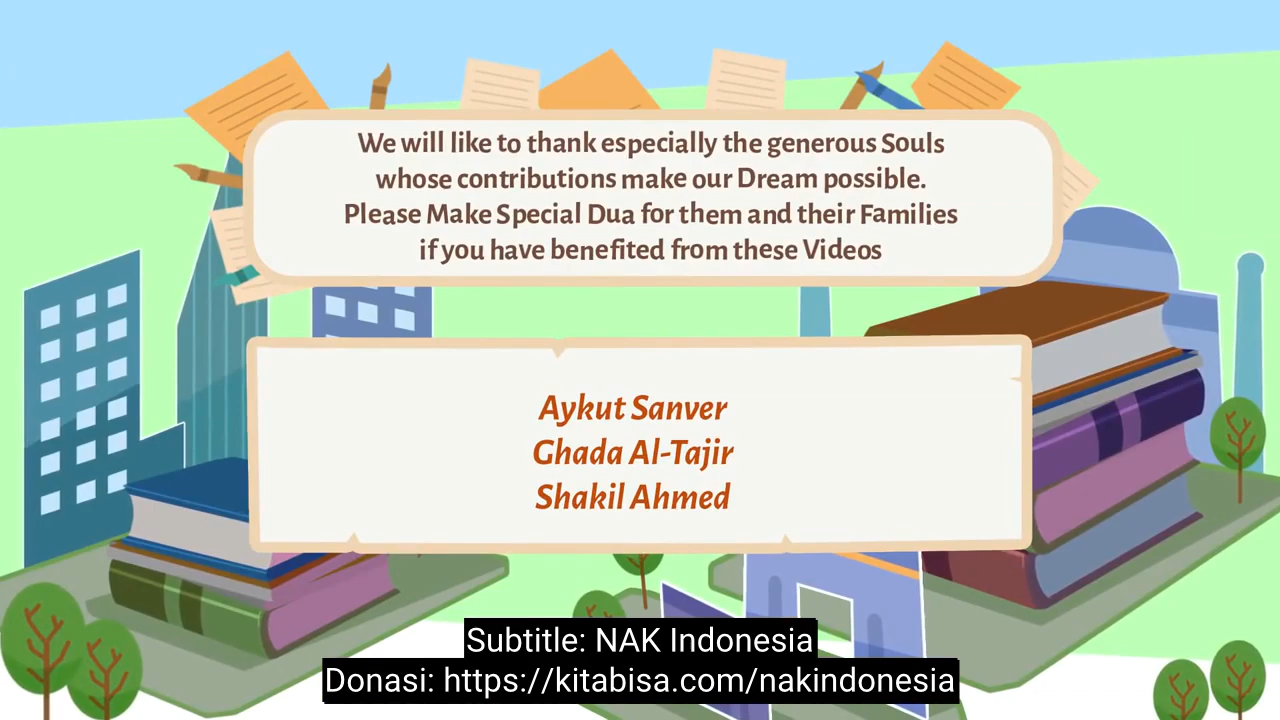 We will like to thank especially the generous Souls
whose contributions make our Dream possible.
Please Make Special Dua for them and their Families
if you have benefited from these Videos
Aykut Sanver
Ghada Al-Tajir
Shakil Ahmed
Subtitle: NAK Indonesia
Donasi: https://kitabisa.com/nakindonesia